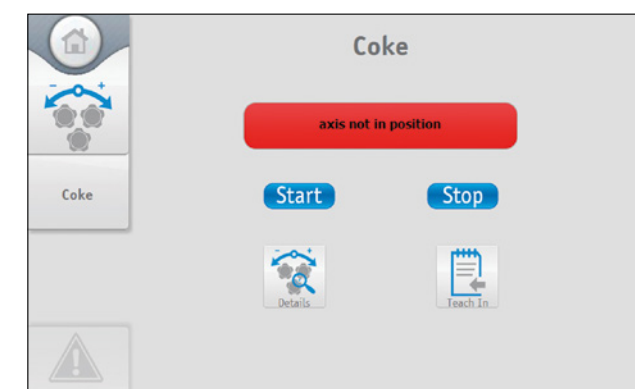 Coke
axis not in position
Coke
Start
Stop
Details
Teach In